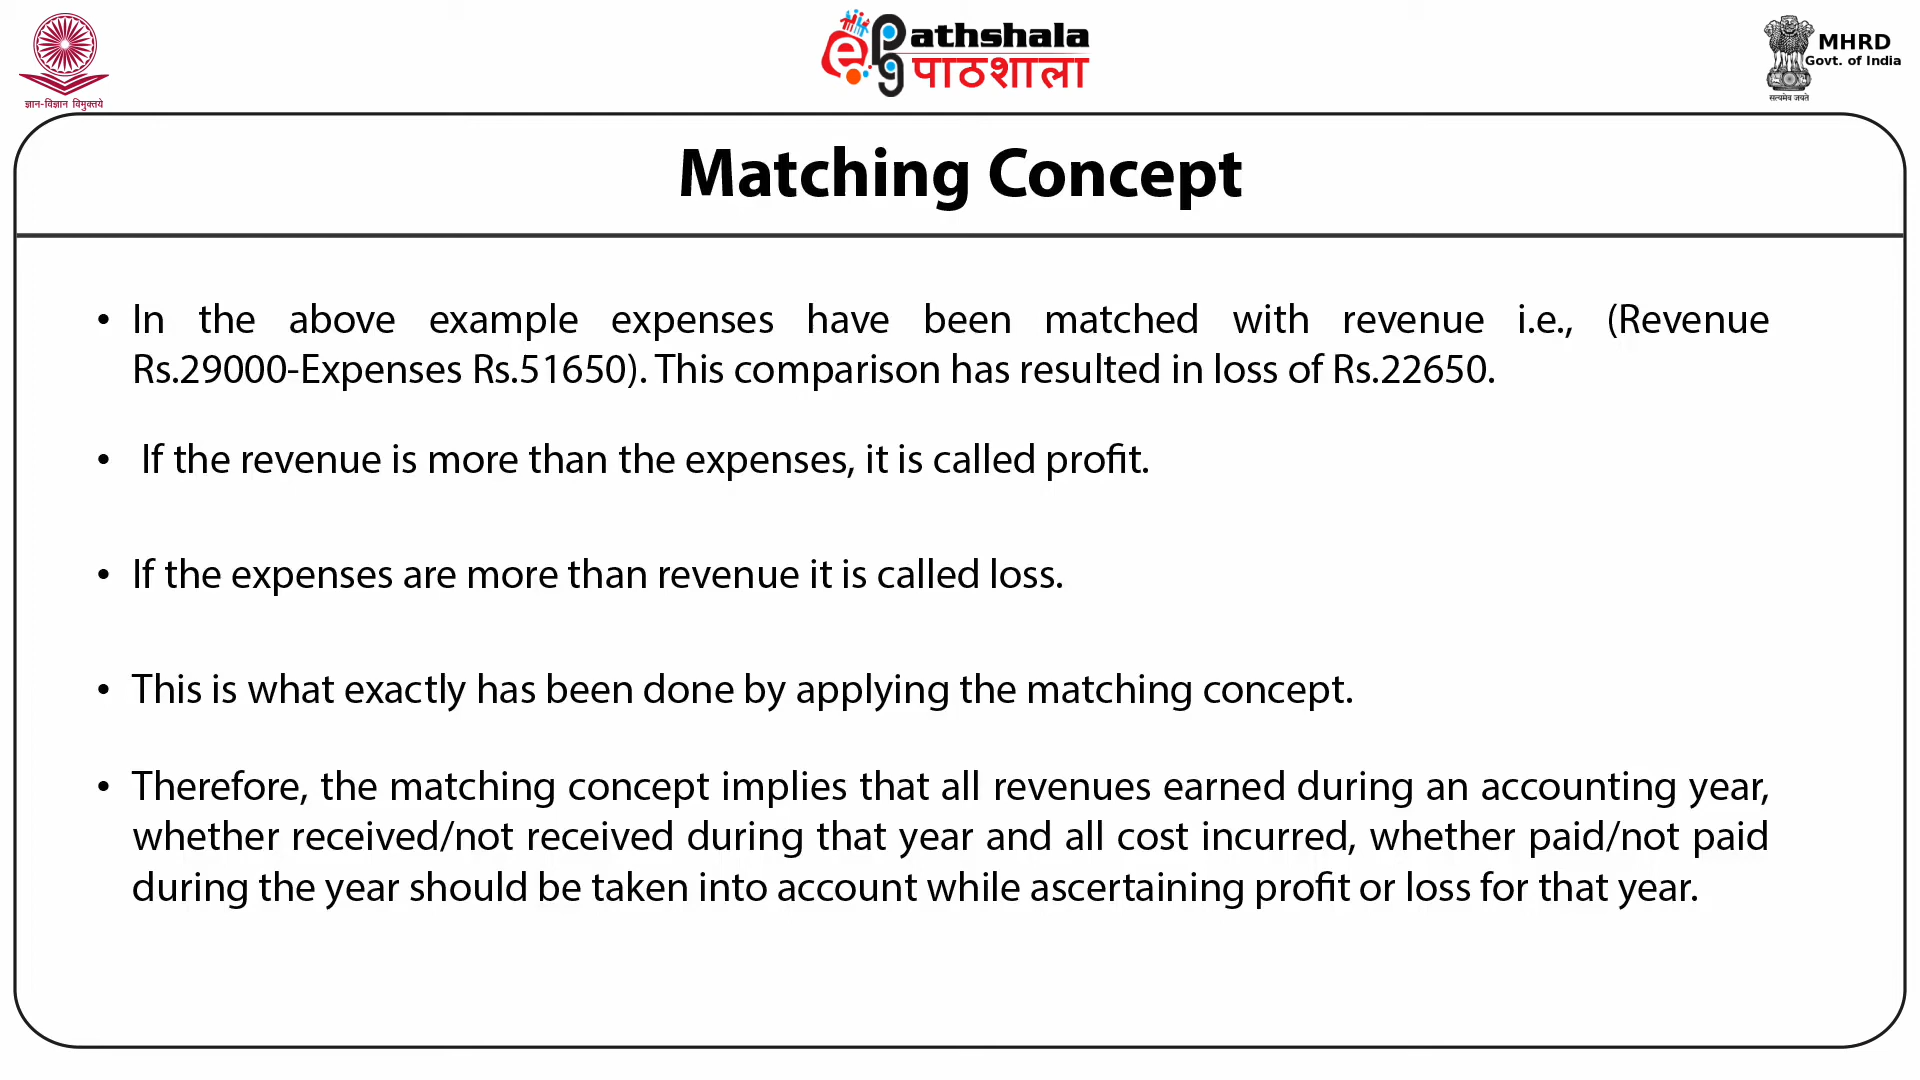 ज्ञान-विज्ञान विमुक्तये
e Pg athshala
पाठशाला
MHRD
Govt. of India
सत्यमेव जयते
Matching Concept
• In the above example expenses have been matched with revenue i.e., (Revenue
Rs.29000-Expenses Rs.51650). This comparison has resulted in loss of Rs.22650.
• If the revenue is more than the expenses, it is called profit.
• If the expenses are more than revenue it is called loss.
• This is what exactly has been done by applying the matching concept.
• Therefore, the matching concept implies that all revenues earned during an accounting year,
whether received/not received during that year and all cost incurred, whether paid/not paid
during the year should be taken into account while ascertaining profit or loss for that year.